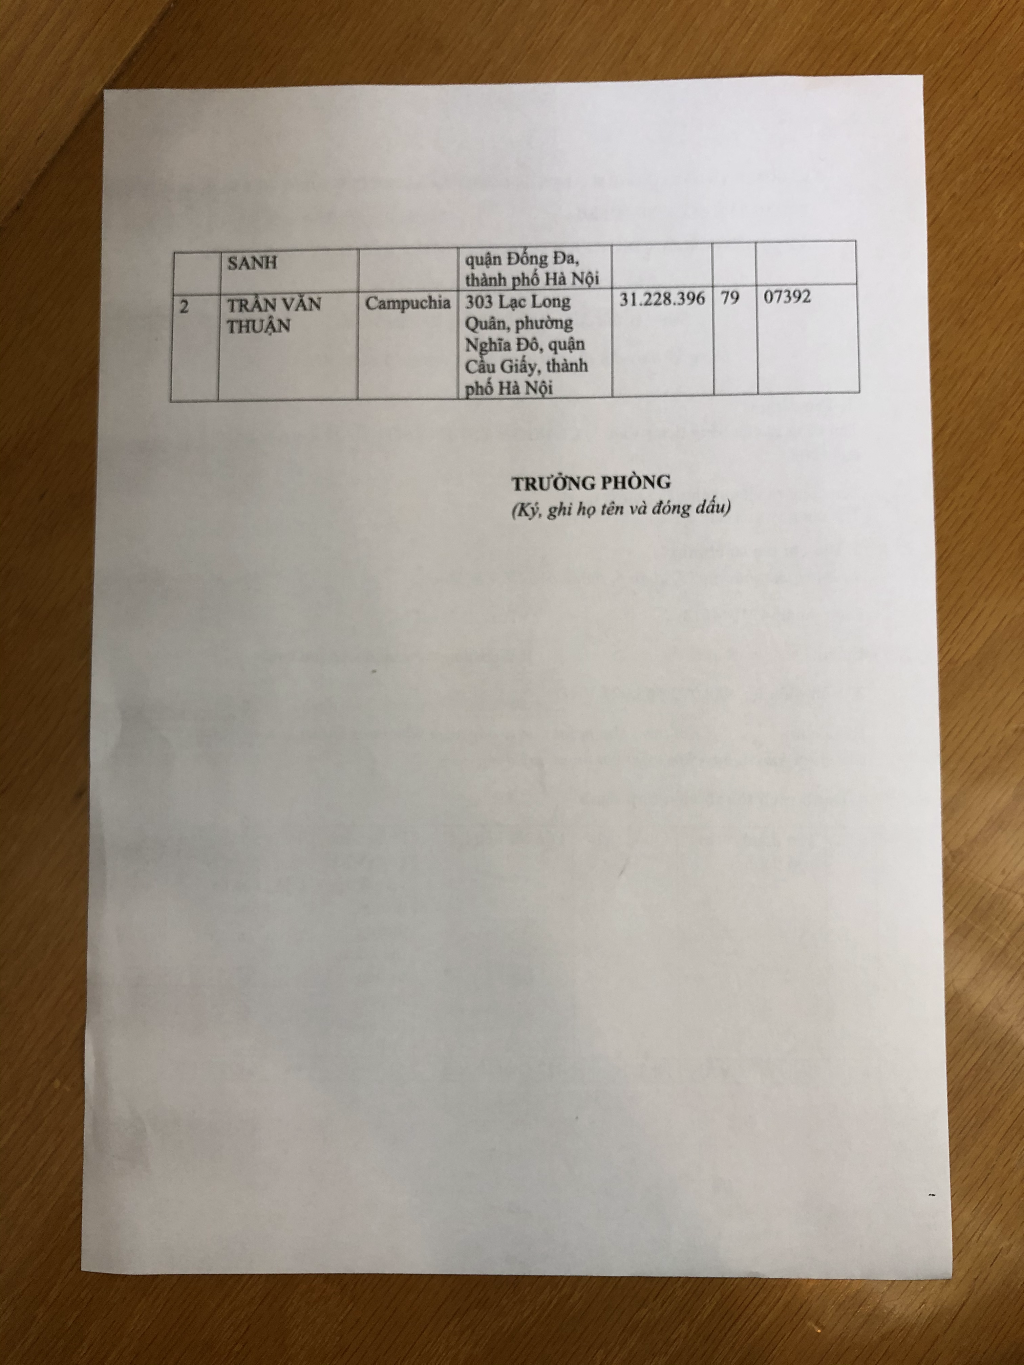 SANH quận Đống Đa,
thành phố Hà Nội
2 TRẦN VĂN Campuchia 303 Lạc Long 31.228.396 79 07392
THUẬN Quân, phường
Nghĩa Đô, quận
Cầu Giấy, thành
phố Hà Nội
TRƯỞNG PHÒNG
(Ký, ghi họ tên và đóng dấu)